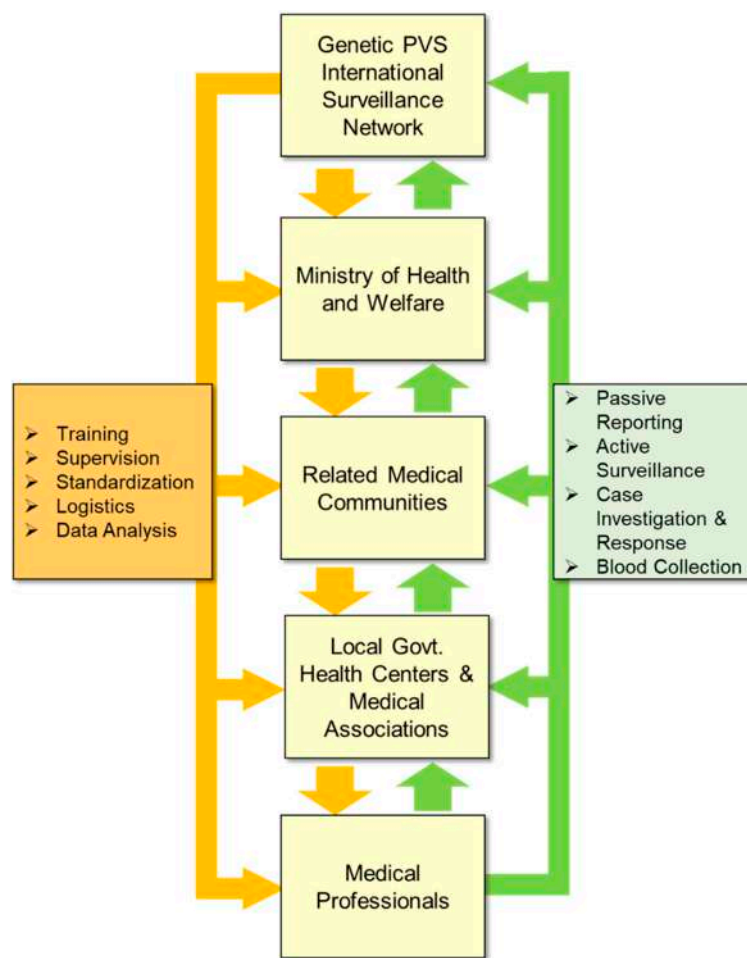 Genetic PVS
International
Surveillance
Network
Ministry of Health
and Welfare
➢ Training
➢ Supervision
➢ Standardization
➢ Logistics
➢ Data Analysis
Related Medical
Communities
➢ Passive
Reporting
➢ Active
Surveillance
➢ Case
Investigation &
Response
➢ Blood Collection
Local Govt.
Health Centers &
Medical
Associations
Medical
Professionals